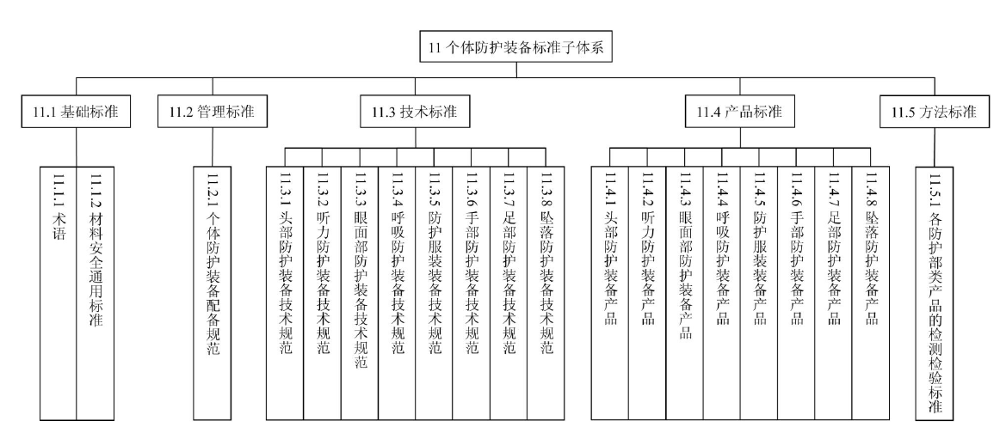 11 个体防护装备标准子体系
11.1 基础标准
11.2 管理标准
11.3 技术标准
11.4 产品标准
11.5 方法标准
11.1.1 术语
11.1.2 材料安全通用标准
11.2.1 个体防护装备配备规范
11.3.1 头部防护装备技术规范
11.3.2 听力防护装备技术规范
11.3.3 眼面部防护装备技术规范
11.3.4 呼吸防护装备技术规范
11.3.5 防护服装装备技术规范
11.3.6 手部防护装备技术规范
11.3.7 足部防护装备技术规范
11.3.8 坠落防护装备技术规范
11.4.1 头部防护装备产品
11.4.2 听力防护装备产品
11.4.3 眼面部防护装备产品
11.4.4 呼吸防护装备产品
11.4.5 防护服装装备产品
11.4.6 手部防护装备产品
11.4.7 足部防护装备产品
11.4.8 坠落防护装备产品
11.5.1 各防护部类产品的检测检验标准